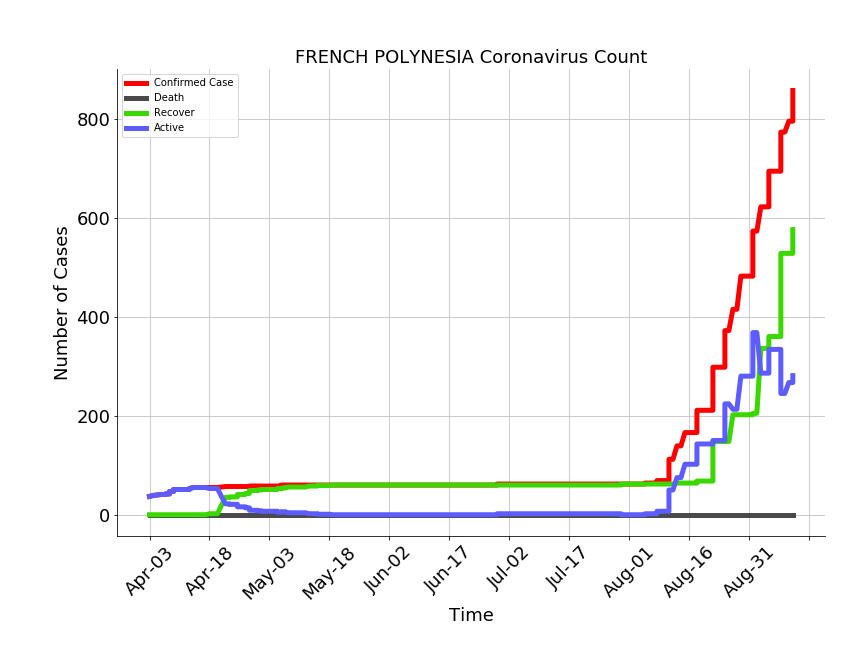 FRENCH POLYNESIA Coronavirus Count
Confirmed Case
Death
Recover
Active
800
600
400
200
0
Number of Cases
Apr-03
Apr-18
May-03
May-18
Jun-02
Jun-17
Jul-02
Jul-17
Aug-01
Aug-16
Aug-31
Time